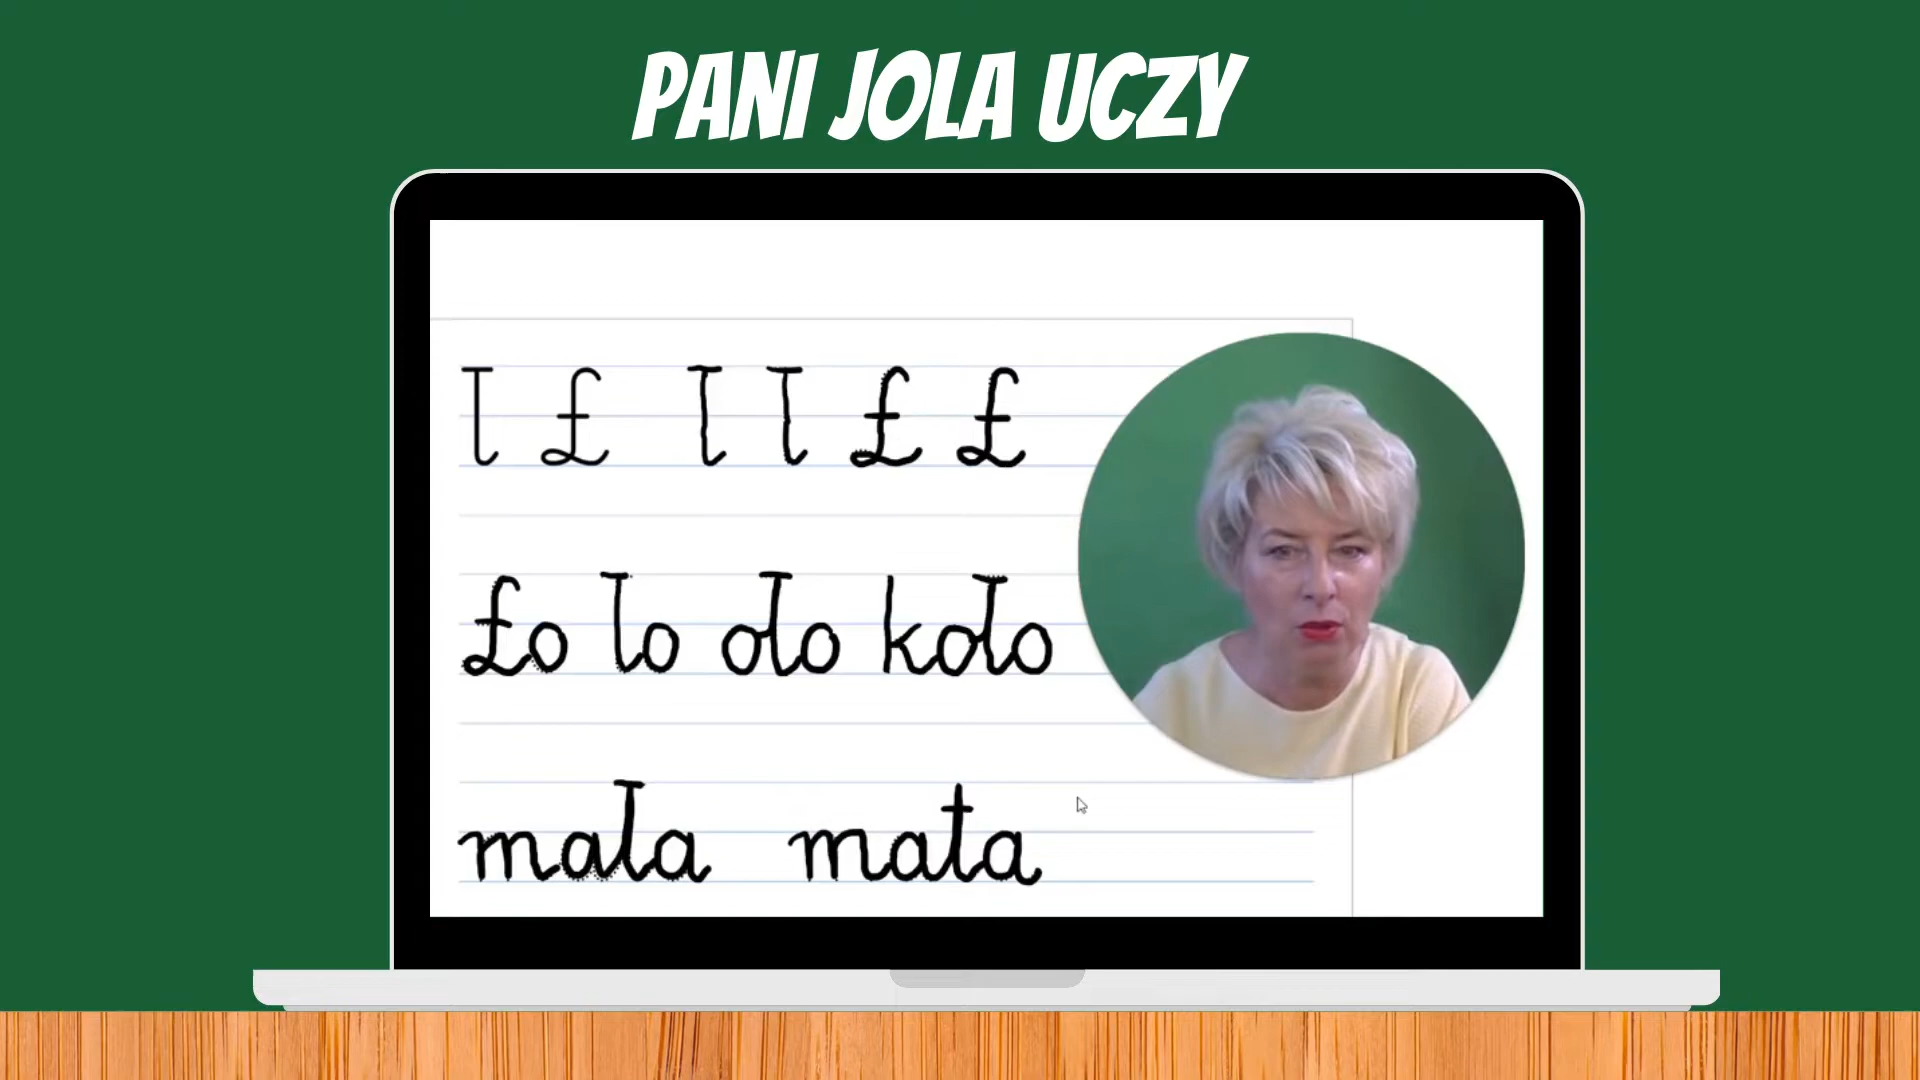 PANI JOLA UCZY
ł Ł ł ł Ł Ł
Ło ło oło koło
mała mata